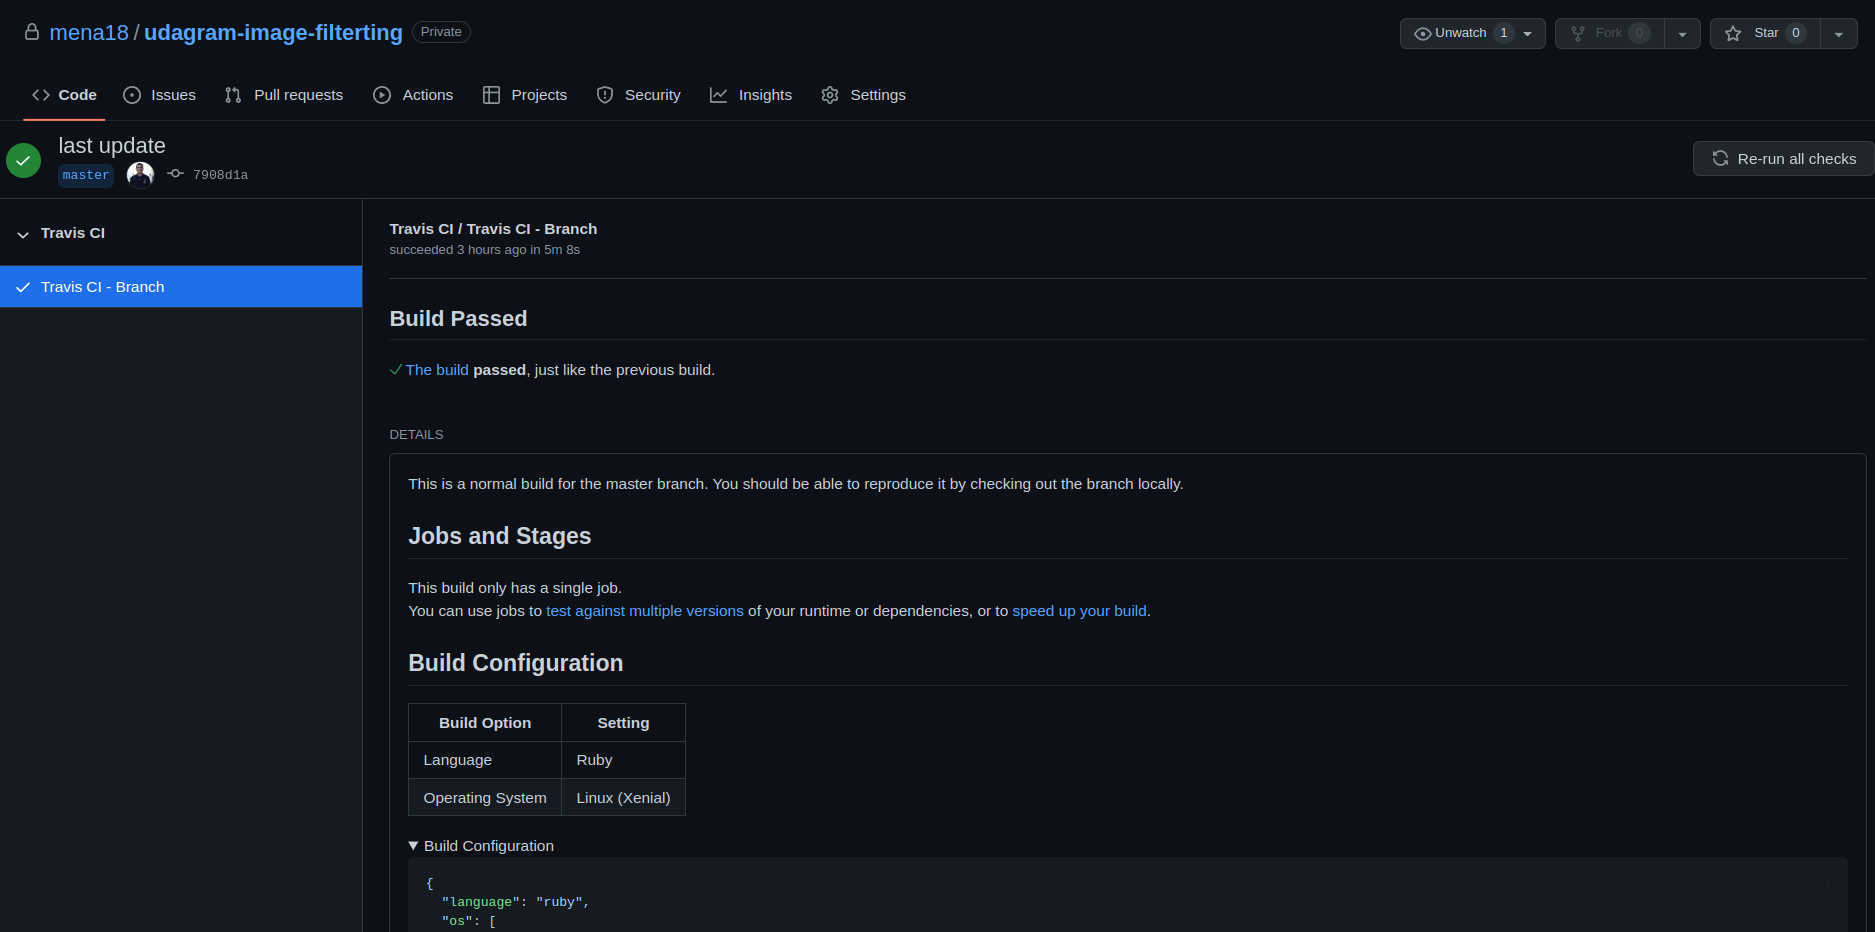 mena18 / udagram-image-filterting Private
Unwatch 1
Fork 0
Star 0
Code
Issues
Pull requests
Actions
Projects
Security
Insights
Settings
last update
master 7908d1a
Re-run all checks
Travis CI
Travis CI - Branch
Travis CI / Travis CI - Branch
succeeded 3 hours ago in 5m 8s
Build Passed
The build passed, just like the previous build.
DETAILS
This is a normal build for the master branch. You should be able to reproduce it by checking out the branch locally.
Jobs and Stages
This build only has a single job.
You can use jobs to test against multiple versions of your runtime or dependencies, or to speed up your build.
Build Configuration
Build Option Setting
Language Ruby
Operating System Linux (Xenial)
Build Configuration
{
"language": "ruby",
"os": [